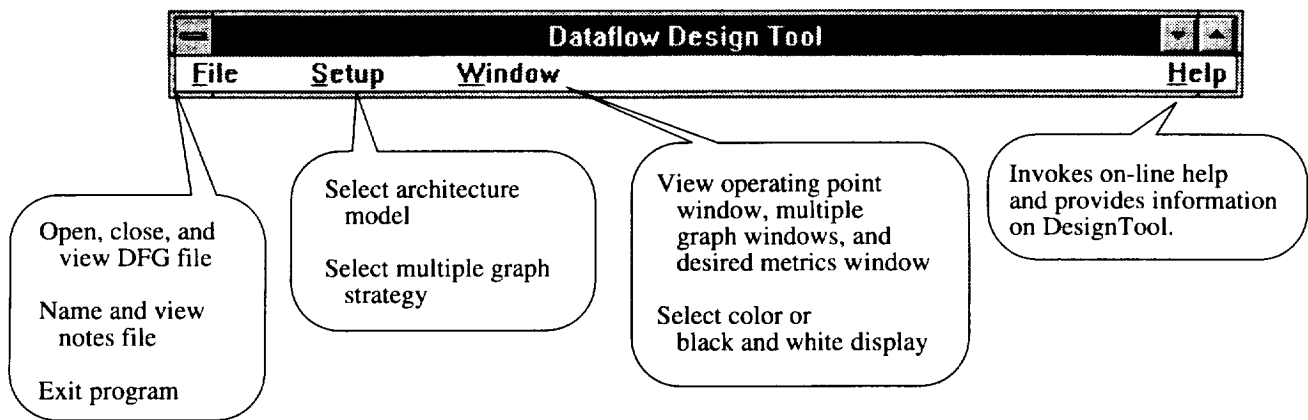 Dataflow Design Tool
File Setup Window Help
Open, close, and
view DFG file
Name and view
notes file
Exit program
Select architecture
model
Select multiple graph
strategy
View operating point
window, multiple
graph windows, and
desired metrics window
Select color or
black and white display
Invokes on-line help
and provides information
on DesignTool.